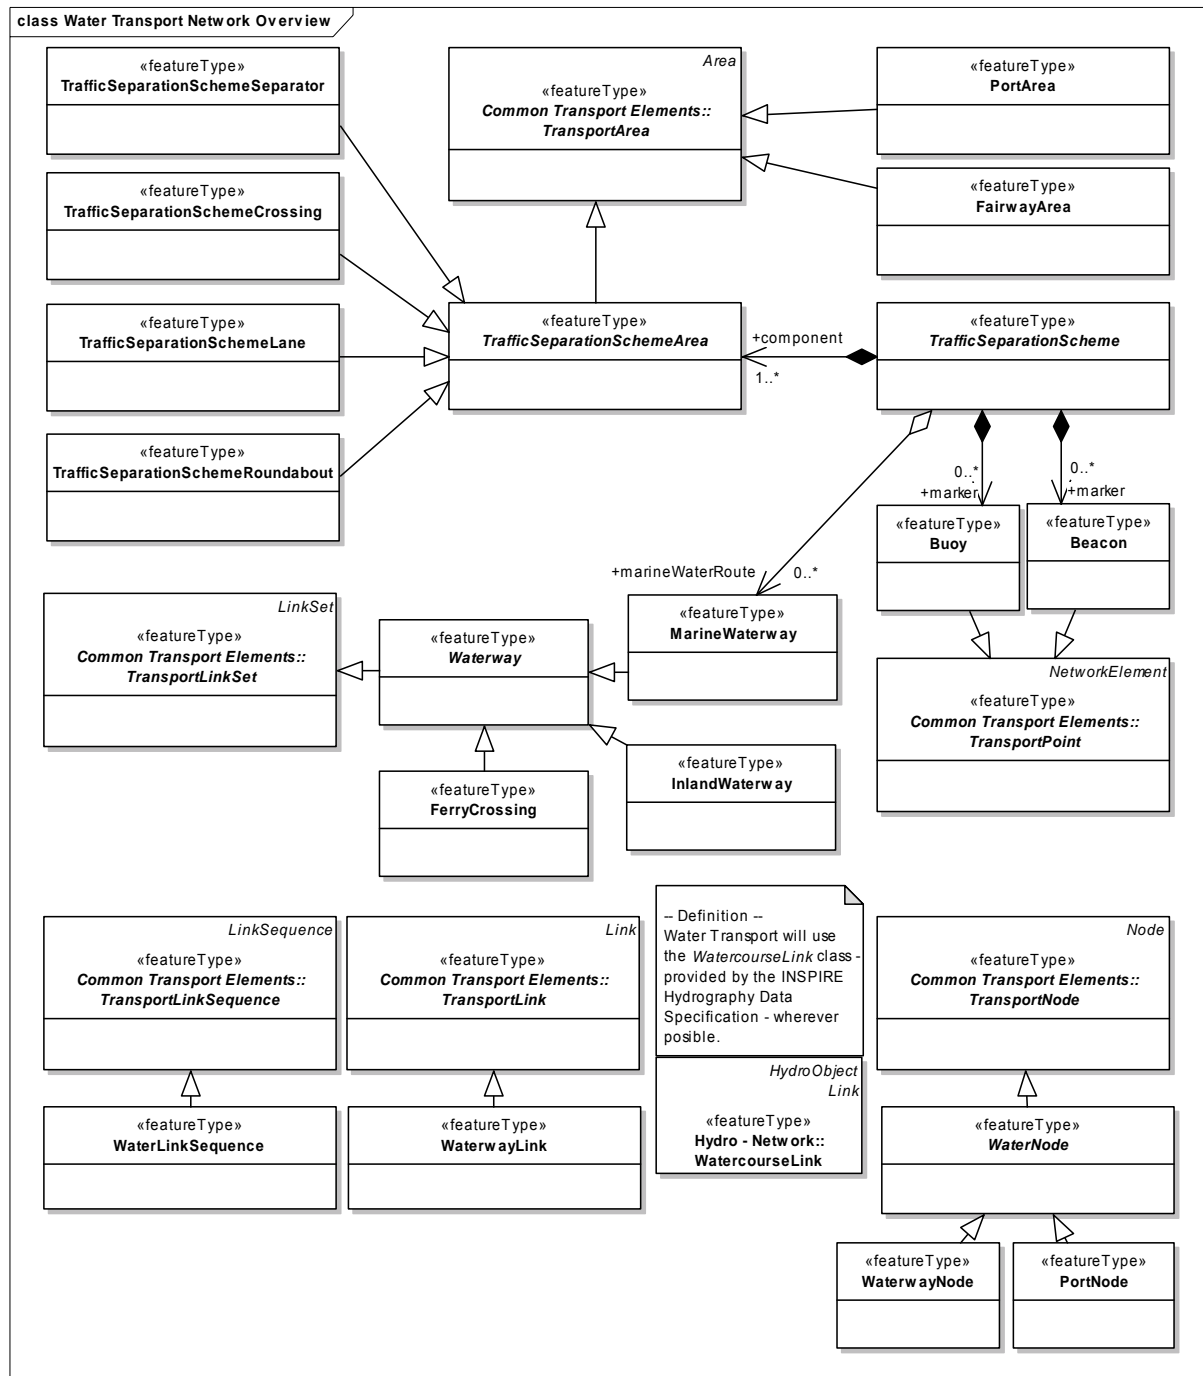 class Water Transport Network Overview
«featureType»
TrafficSeparationSchemeSeparator
Area
«featureType»
Common Transport Elements::
TransportArea
«featureType»
PortArea
«featureType»
TrafficSeparationSchemeCrossing
«featureType»
FairwayArea
«featureType»
TrafficSeparationSchemeLane
«featureType»
TrafficSeparationSchemeArea
+component
1..*
«featureType»
TrafficSeparationScheme
«featureType»
TrafficSeparationSchemeRoundabout
0..*
+marker
0..*
+marker
«featureType»
Buoy
«featureType»
Beacon
+marineWaterRoute
0..*
LinkSet
«featureType»
Common Transport Elements::
TransportLinkSet
«featureType»
Waterway
«featureType»
MarineWaterway
NetworkElement
«featureType»
Common Transport Elements::
TransportPoint
«featureType»
FerryCrossing
«featureType»
InlandWaterway
LinkSequence
«featureType»
Common Transport Elements::
TransportLinkSequence
Link
«featureType»
Common Transport Elements::
TransportLink
-- Definition --
Water Transport will use
the WatercourseLink class -
provided by the INSPIRE
Hydrography Data
Specification - wherever
posible.
Node
«featureType»
Common Transport Elements::
TransportNode
«featureType»
WaterLinkSequence
«featureType»
WaterwayLink
HydroObject
Link
«featureType»
Hydro - Network::
WatercourseLink
«featureType»
WaterNode
«featureType»
WaterwayNode
«featureType»
PortNode